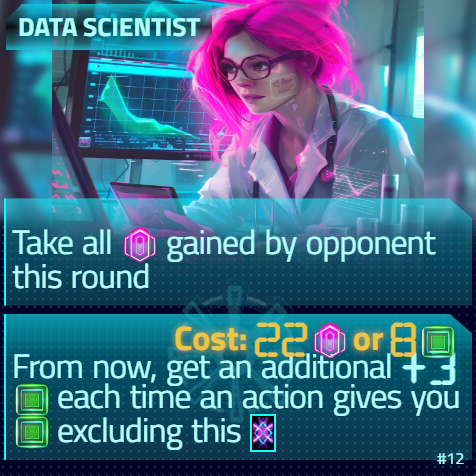 DATA SCIENTIST
Take all gained by opponent
this round
Cost: 22 or 8
From now, get an additional +3
each time an action gives you
excluding this
#12